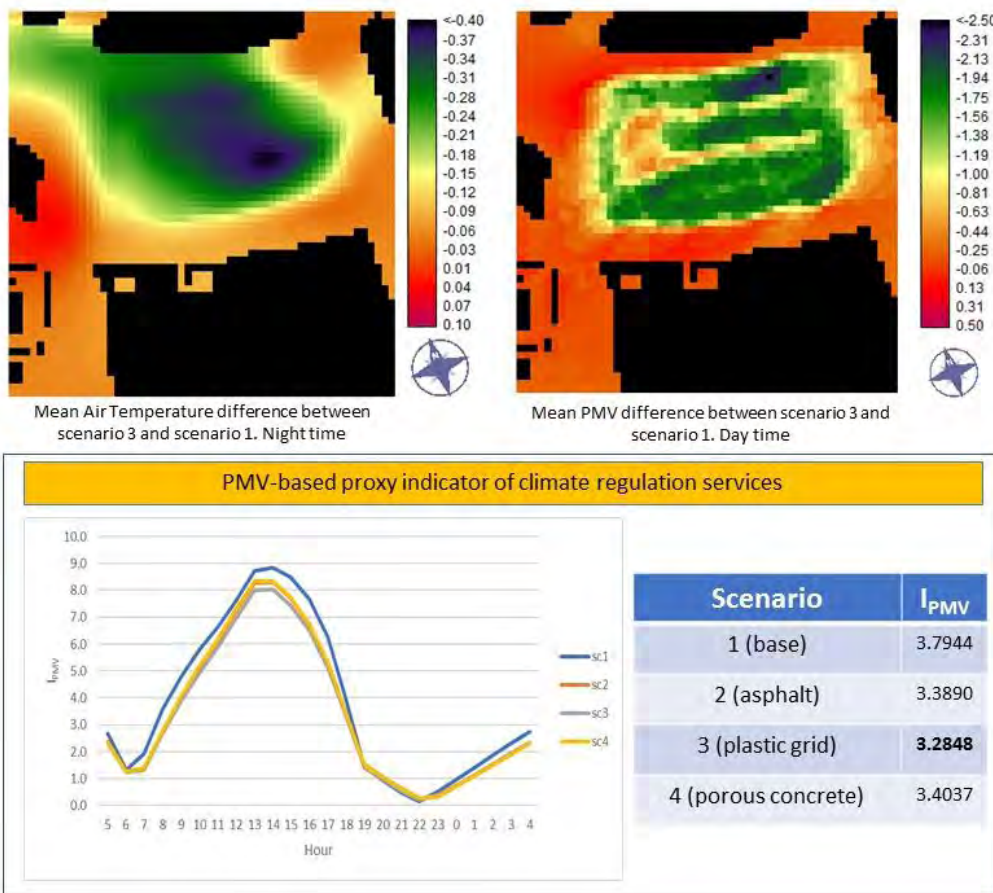 <-0.40
-0.37
-0.34
-0.31
-0.28
-0.24
-0.21
-0.18
-0.15
-0.12
-0.09
-0.06
-0.03
0.01
0.04
0.07
0.10
Mean Air Temperature difference between
scenario 3 and scenario 1. Night time
<-2.50
-2.31
-2.13
-1.94
-1.75
-1.56
-1.38
-1.19
-1.00
-0.81
-0.63
-0.44
-0.25
-0.06
0.13
0.31
0.50
Mean PMV difference between scenario 3 and
scenario 1. Day time
PMV-based proxy indicator of climate regulation services
10.0
9.0
8.0
7.0
6.0
5.0
4.0
3.0
2.0
1.0
0.0
IPMV
5 6 7 8 9 10 11 12 13 14 15 16 17 18 19 20 21 22 23 0 1 2 3 4
Hour
sc1
sc2
sc3
sc4
Scenario IPMV
1 (base) 3.7944
2 (asphalt) 3.3890
3 (plastic grid) 3.2848
4 (porous concrete) 3.4037